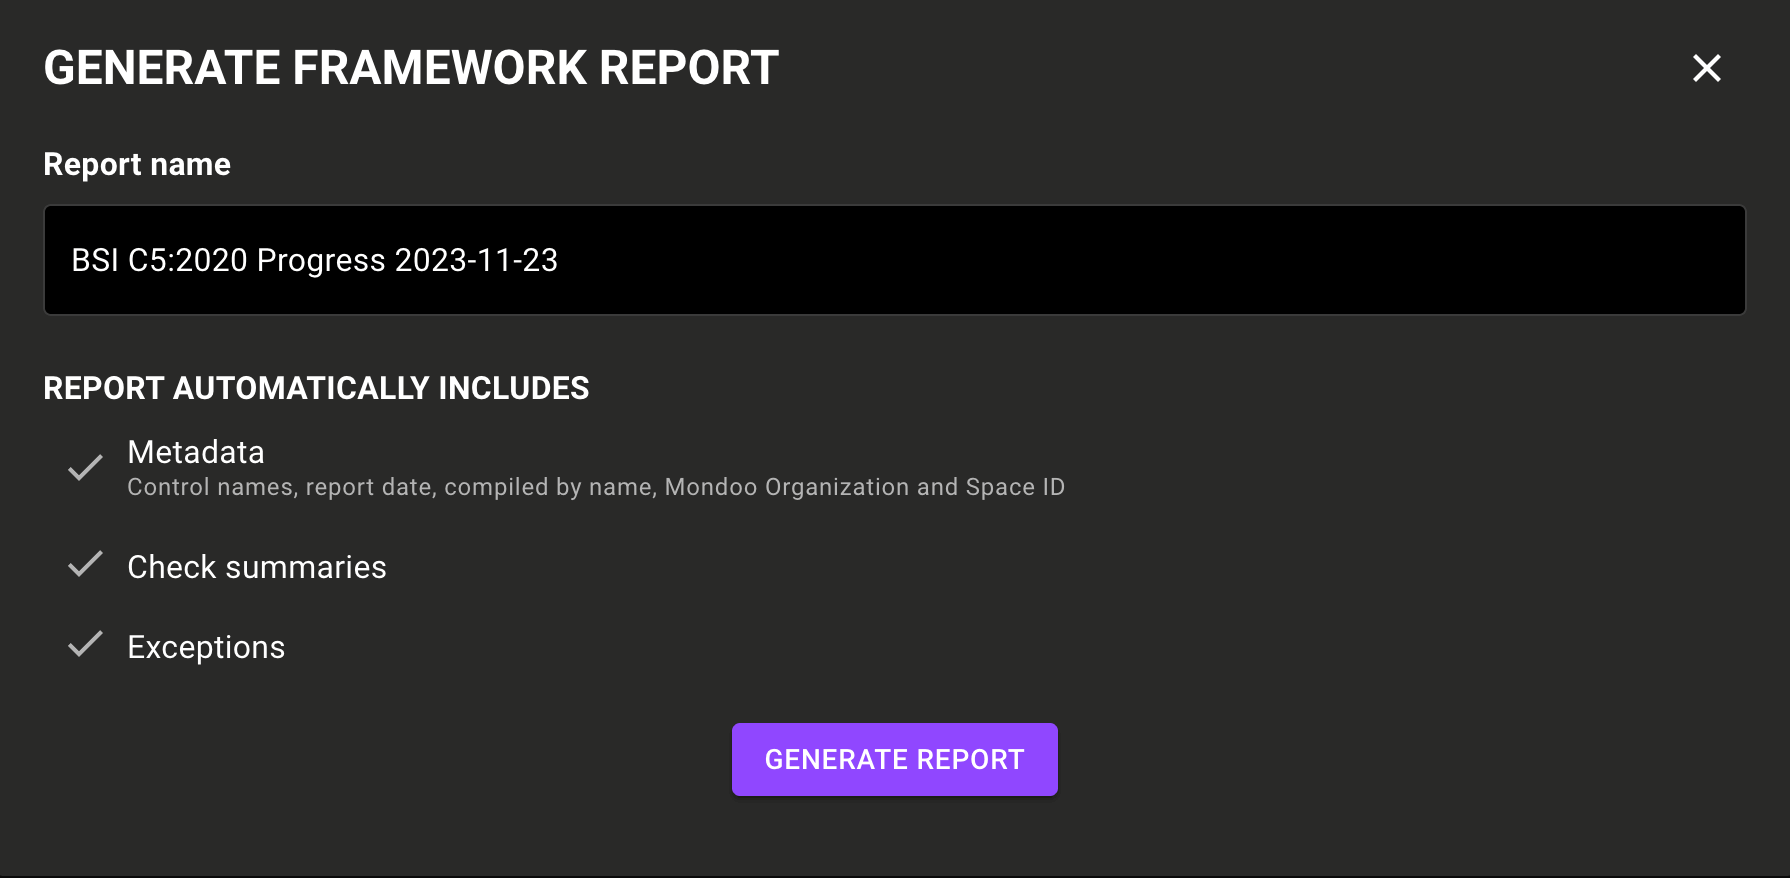 GENERATE FRAMEWORK REPORT
Report name
BSI C5:2020 Progress 2023-11-23
REPORT AUTOMATICALLY INCLUDES
Metadata
Control names, report date, compiled by name, Mondoo Organization and Space ID
Check summaries
Exceptions
GENERATE REPORT